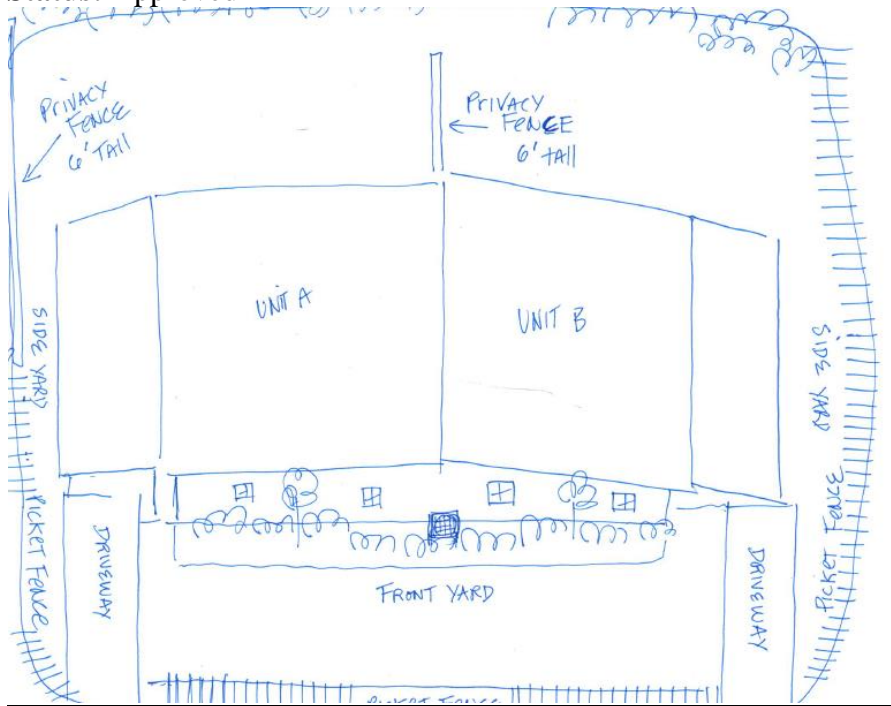 PRIVACY
FENCE
6' TALL
PRIVACY
FENCE
6' TALL
UNIT A
UNIT B
SIDE YARD
SIDE YARD
PICKET FENCE
PICKET FENCE
DRIVEWAY
DRIVEWAY
FRONT YARD